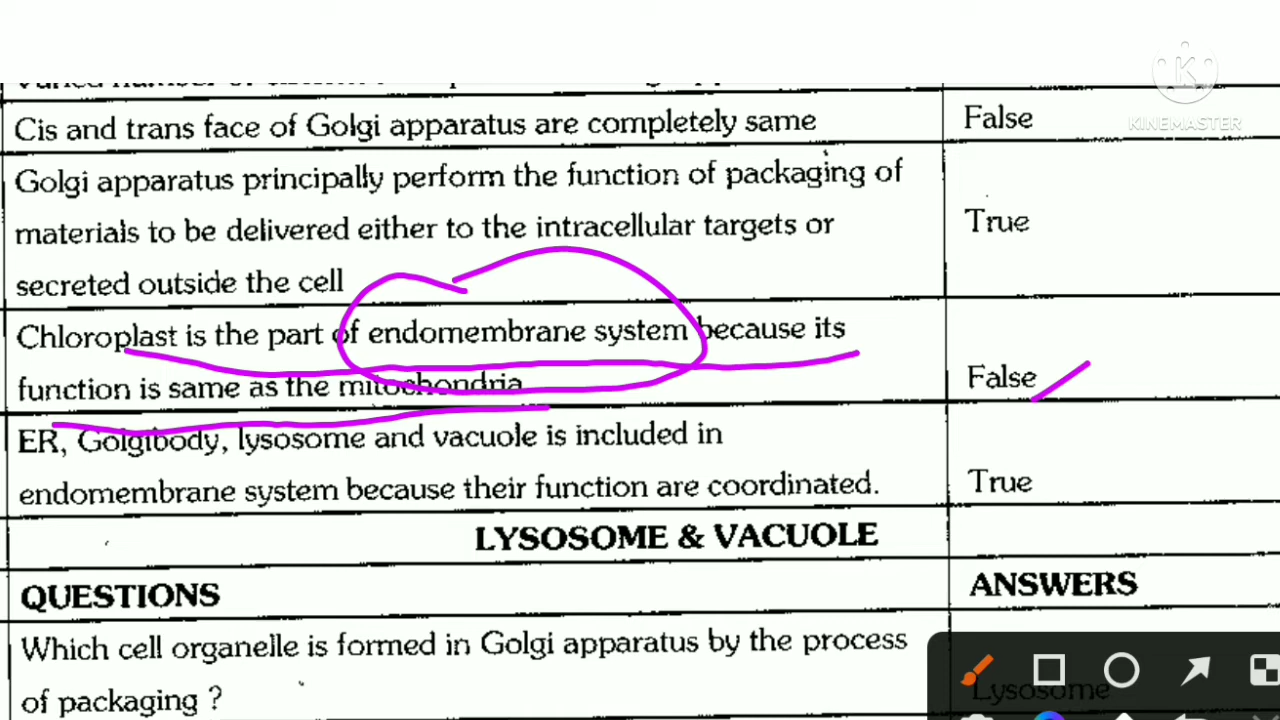 KINEMASTER
Cis and trans face of Golgi apparatus are completely same False
Golgi apparatus principally perform the function of packaging of
materials to be delivered either to the intracellular targets or True
secreted outside the cell
Chloroplast is the part of endomembrane system because its
function is same as the mitochondria False
ER, Golgibody, lysosome and vacuole is included in
endomembrane system because their function are coordinated. True
LYSOSOME & VACUOLE
QUESTIONS ANSWERS
Which cell organelle is formed in Golgi apparatus by the process
of packaging ? Lysosome